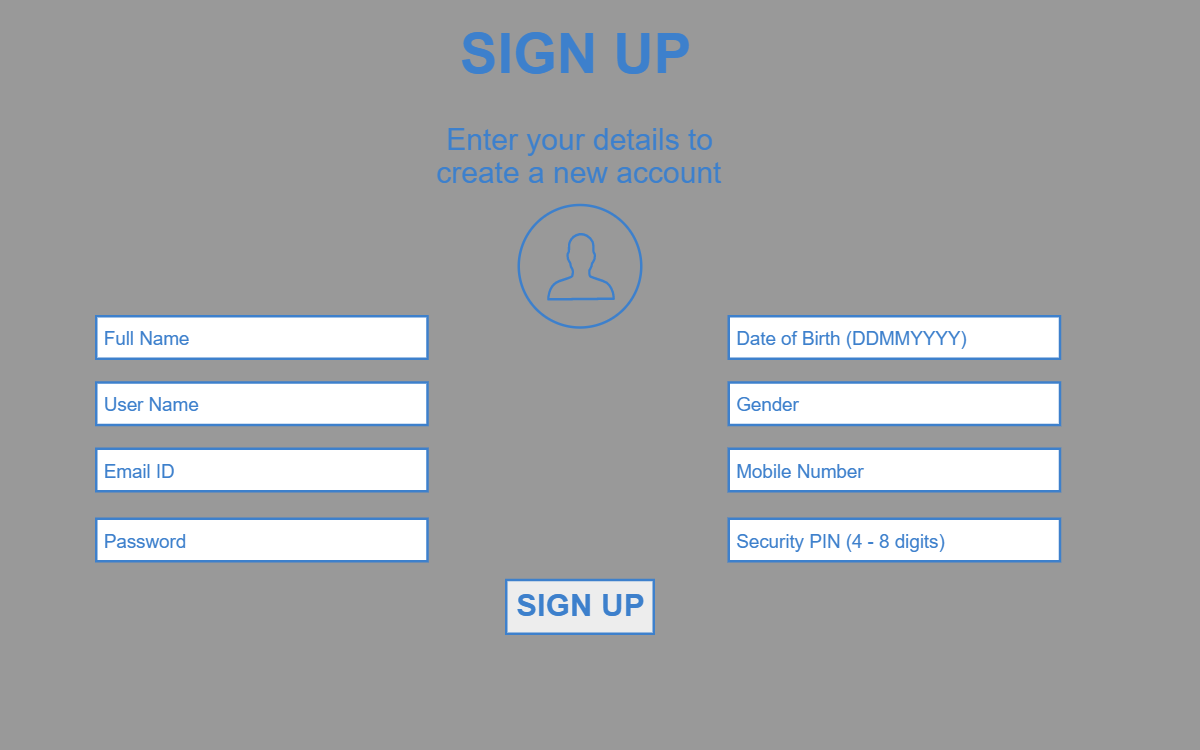 SIGN UP
Enter your details to
create a new account
Full Name
User Name
Email ID
Password
Date of Birth (DDMMYYYY)
Gender
Mobile Number
Security PIN (4 - 8 digits)
SIGN UP